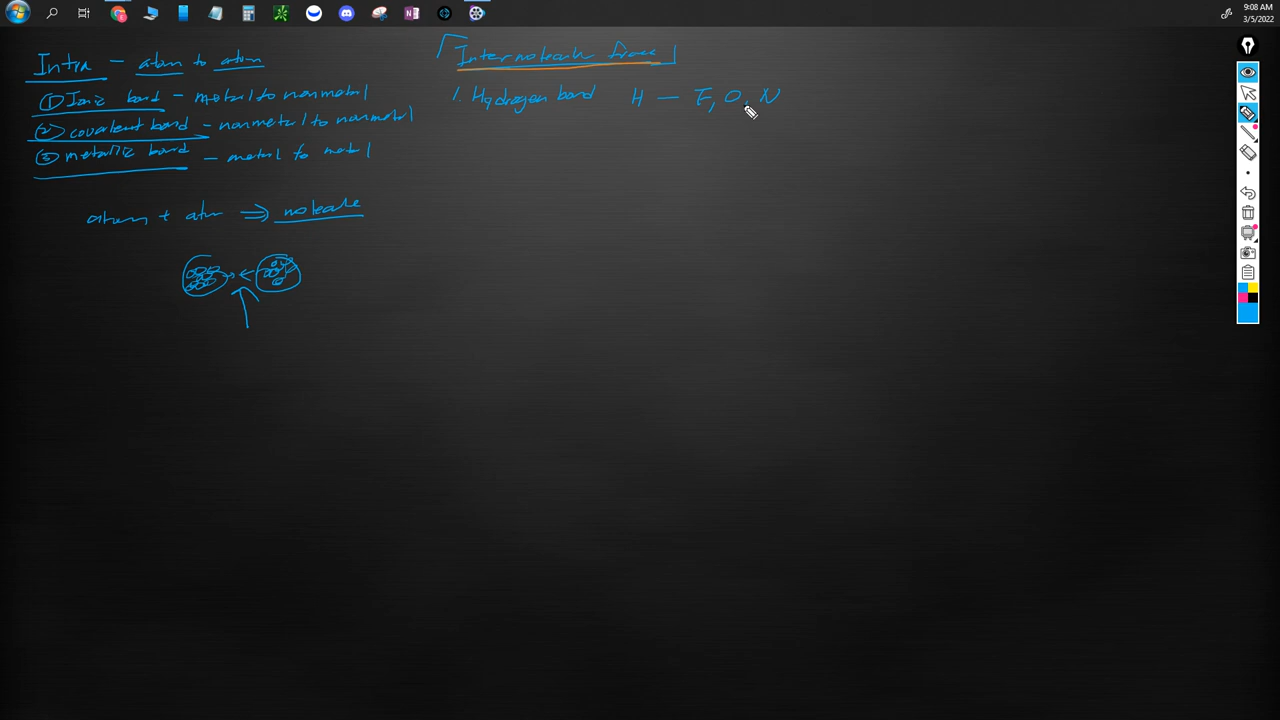 Intra - atom to atom
① Ionic bond - metal to nonmetal
② covalent bond - nonmetal to nonmetal
③ metallic bond - metal to metal
atom + atom ⇒ molecule
Intermolecular force
1. Hydrogen bond H — F, O, N
9:08 AM
3/5/2022